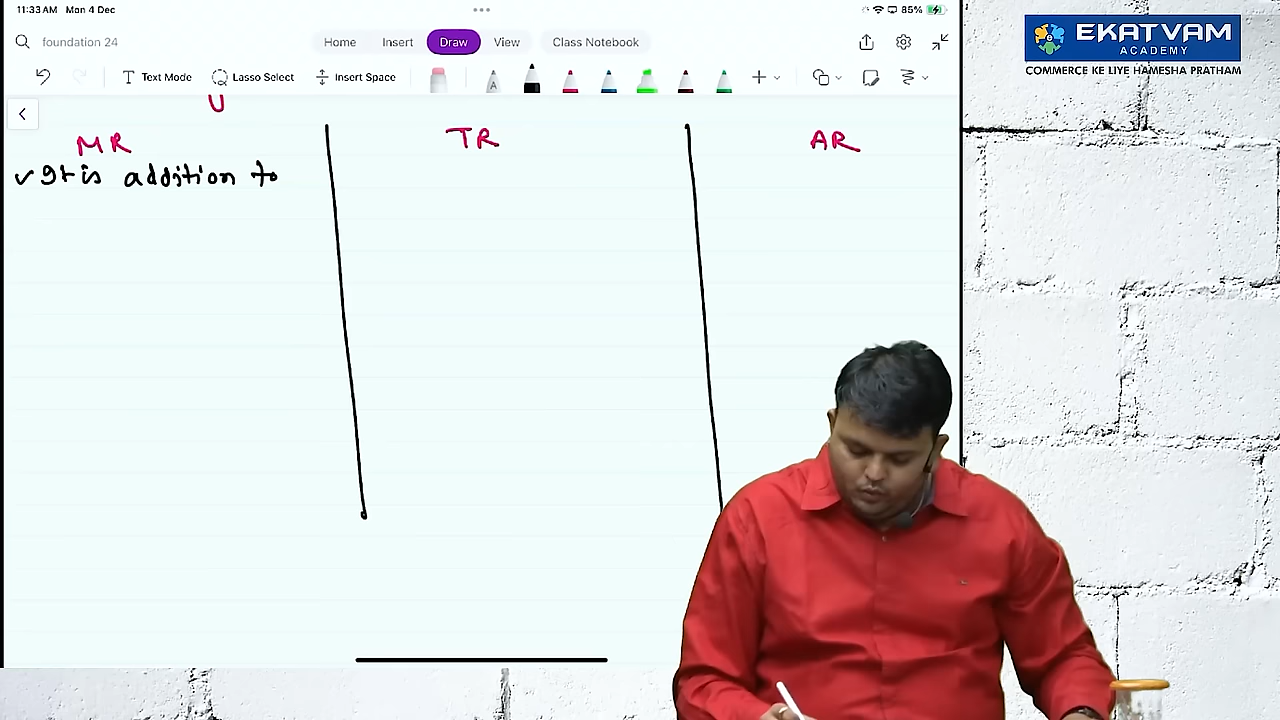 11:33 AM Mon 4 Dec
85%
foundation 24
Home Insert Draw View Class Notebook
Text Mode Lasso Select Insert Space
MR
TR
AR
✓ It is addition to
EKATVAM
ACADEMY
COMMERCE KE LIYE HAMESHA PRATHAM